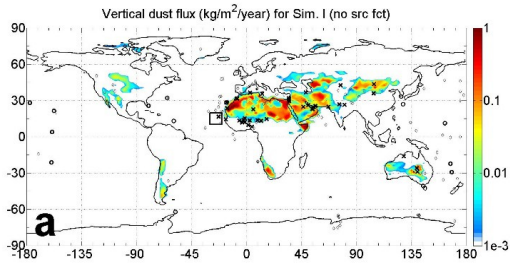 Vertical dust flux (kg/m²/year) for Sim. I (no src fct)
90
60
30
0
-30
-60
-90
-180 -135 -90 -45 0 45 90 135 180
1
0.1
0.01
1e-3
a